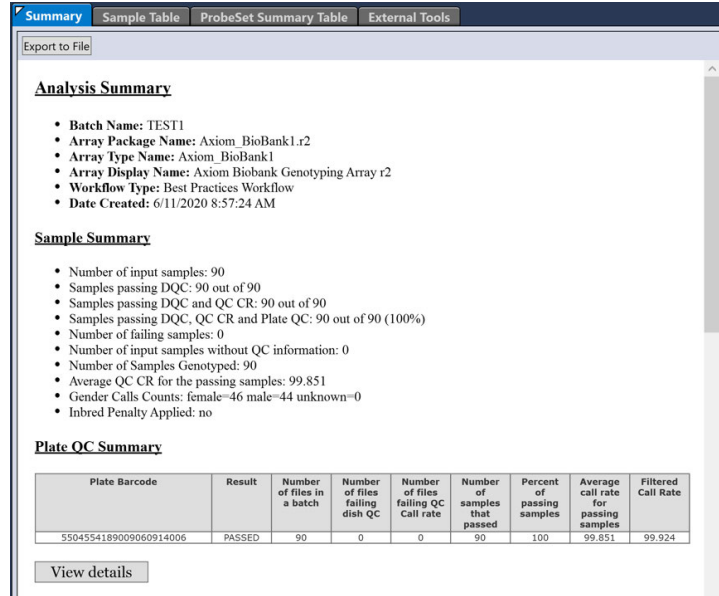 Summary
Sample Table
ProbeSet Summary Table
External Tools
Export to File
Analysis Summary
• Batch Name: TEST1
• Array Package Name: Axiom_BioBank1.r2
• Array Type Name: Axiom_BioBank1
• Array Display Name: Axiom Biobank Genotyping Array r2
• Workflow Type: Best Practices Workflow
• Date Created: 6/11/2020 8:57:24 AM
Sample Summary
• Number of input samples: 90
• Samples passing DQC: 90 out of 90
• Samples passing DQC and QC CR: 90 out of 90
• Samples passing DQC, QC CR and Plate QC: 90 out of 90 (100%)
• Number of failing samples: 0
• Number of input samples without QC information: 0
• Number of Samples Genotyped: 90
• Average QC CR for the passing samples: 99.851
• Gender Calls Counts: female=46 male=44 unknown=0
• Inbred Penalty Applied: no
Plate QC Summary
Plate Barcode
Result
Number
of files in
a batch
Number
of files
failing
dish QC
Number
of files
failing QC
Call rate
Number
of
samples
that
passed
Percent
of
passing
samples
Average
call rate
for
passing
samples
Filtered
Call Rate
5504554189009060914006 PASSED 90 0 0 90 100 99.851 99.924
View details